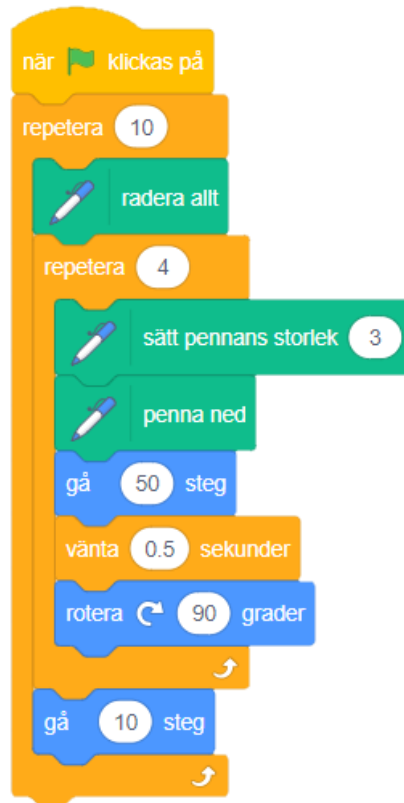 när klickas på
repetera 10
radera allt
repetera 4
sätt pennans storlek 3
penna ned
gå 50 steg
vänta 0.5 sekunder
rotera 90 grader
gå 10 steg